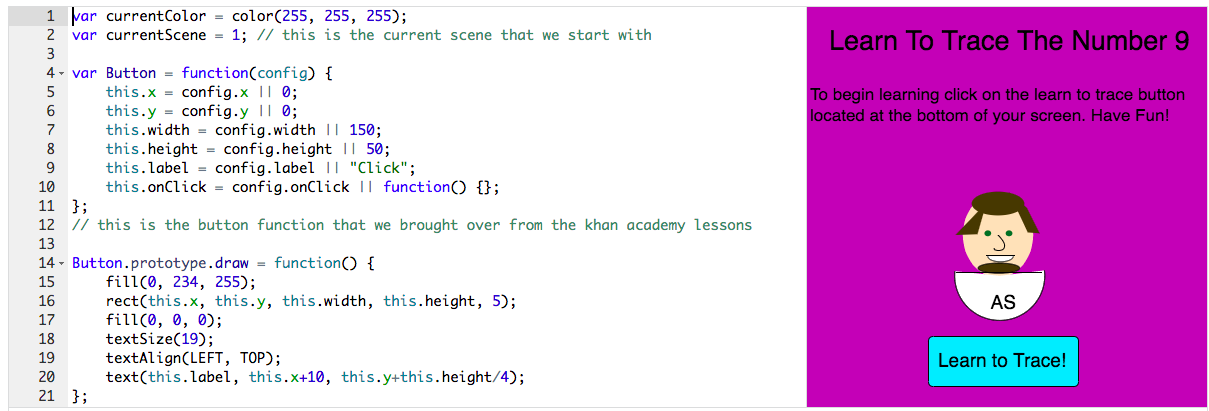 1 var currentColor = color(255, 255, 255);
2 var currentScene = 1; // this is the current scene that we start with
3
4 var Button = function(config) {
5     this.x = config.x || 0;
6     this.y = config.y || 0;
7     this.width = config.width || 150;
8     this.height = config.height || 50;
9     this.label = config.label || "Click";
10     this.onClick = config.onClick || function() {};
11 };
12 // this is the button function that we brought over from the khan academy lessons
13
14 Button.prototype.draw = function() {
15     fill(0, 234, 255);
16     rect(this.x, this.y, this.width, this.height, 5);
17     fill(0, 0, 0);
18     textSize(19);
19     textAlign(LEFT, TOP);
20     text(this.label, this.x+10, this.y+this.height/4);
21 };
Learn To Trace The Number 9
To begin learning click on the learn to trace button
located at the bottom of your screen. Have Fun!
AS
Learn to Trace!